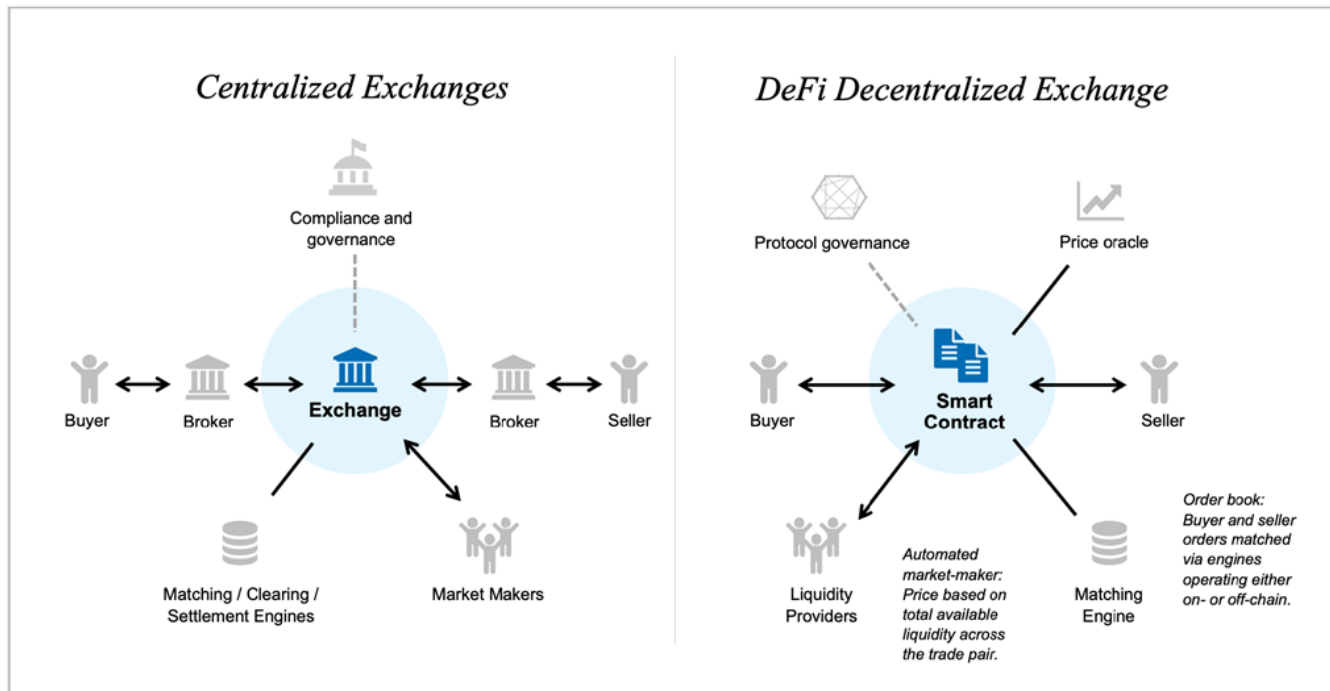 Centralized Exchanges
Compliance and
governance
Buyer
Broker
Exchange
Broker
Seller
Matching / Clearing /
Settlement Engines
Market Makers
DeFi Decentralized Exchange
Protocol governance
Price oracle
Buyer
Smart
Contract
Seller
Liquidity
Providers
Automated
market-maker:
Price based on
total available
liquidity across
the trade pair.
Matching
Engine
Order book:
Buyer and seller
orders matched
via engines
operating either
on- or off-chain.